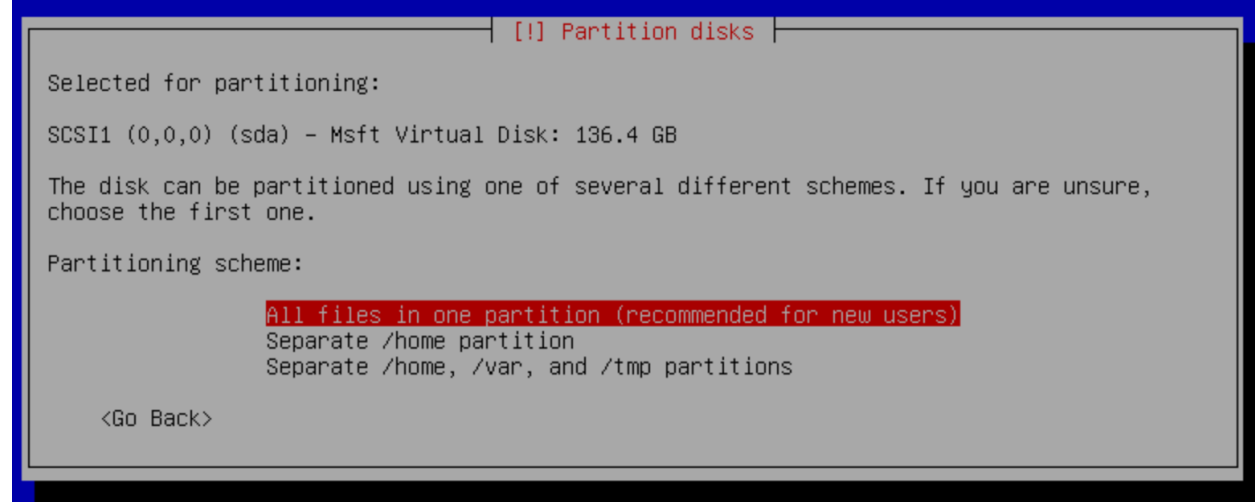 [!] Partition disks
Selected for partitioning:
SCSI1 (0,0,0) (sda) – Msft Virtual Disk: 136.4 GB
The disk can be partitioned using one of several different schemes. If you are unsure,
choose the first one.
Partitioning scheme:
All files in one partition (recommended for new users)
Separate /home partition
Separate /home, /var, and /tmp partitions
<Go Back>